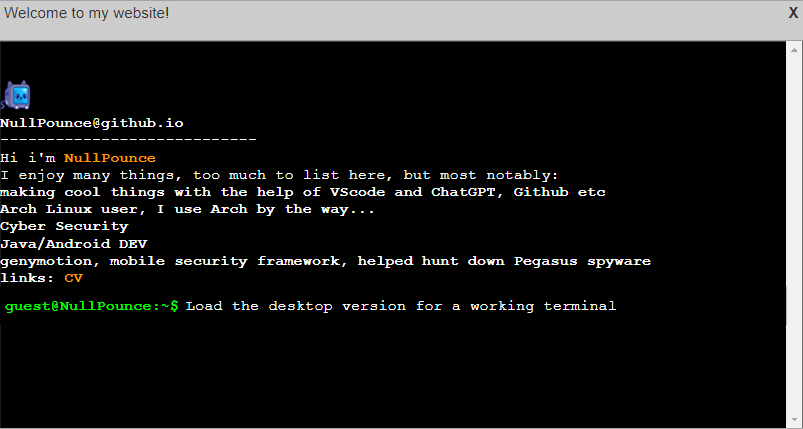 Welcome to my website!
X
NullPounce@github.io
----------------------------
Hi i'm NullPounce
I enjoy many things, too much to list here, but most notably:
making cool things with the help of VScode and ChatGPT, Github etc
Arch Linux user, I use Arch by the way...
Cyber Security
Java/Android DEV
genymotion, mobile security framework, helped hunt down Pegasus spyware
links: CV
guest@NullPounce:~$ Load the desktop version for a working terminal